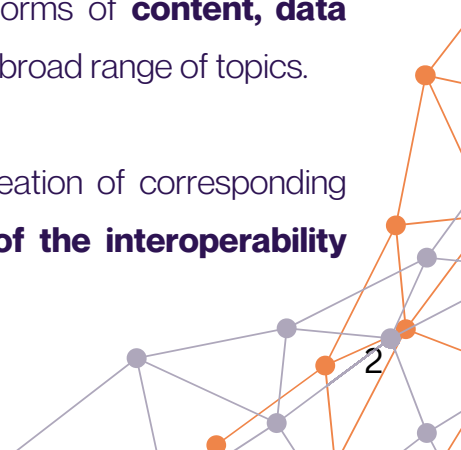 orms of content, data
broad range of topics.
eation of corresponding
of the interoperability
2